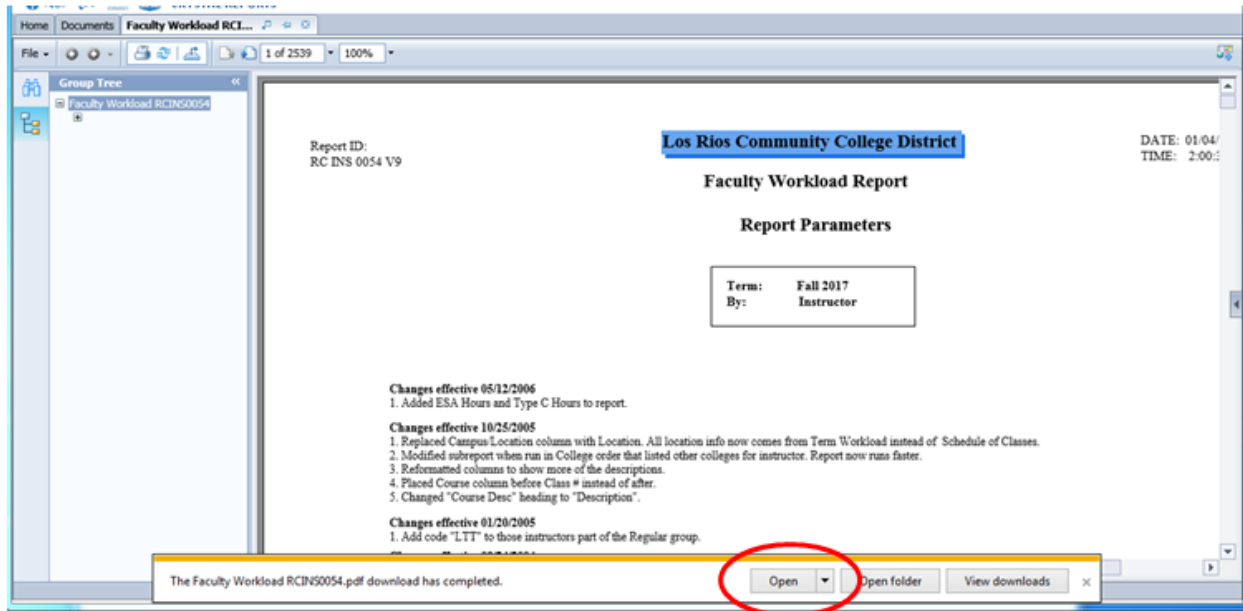 Home Documents Faculty Workload RCI...
File 1 of 2539 100%
Group Tree
Faculty Workload RCINS0054
Report ID:
RC INS 0054 V9
Los Rios Community College District
DATE: 01/04/
TIME: 2:00:
Faculty Workload Report
Report Parameters
Term: Fall 2017
By: Instructor
Changes effective 05/12/2006
1. Added ESA Hours and Type C Hours to report.
Changes effective 10/25/2005
1. Replaced Campus/Location column with Location. All location info now comes from Term Workload instead of Schedule of Classes.
2. Modified subreport when run in College order that listed other colleges for instructor. Report now runs faster.
3. Reformatted columns to show more of the descriptions.
4. Placed Course column before Class # instead of after.
5. Changed "Course Desc" heading to "Description".
Changes effective 01/20/2005
1. Add code "LTT" to those instructors part of the Regular group.
The Faculty Workload RCINS0054.pdf download has completed.
Open Open folder View downloads